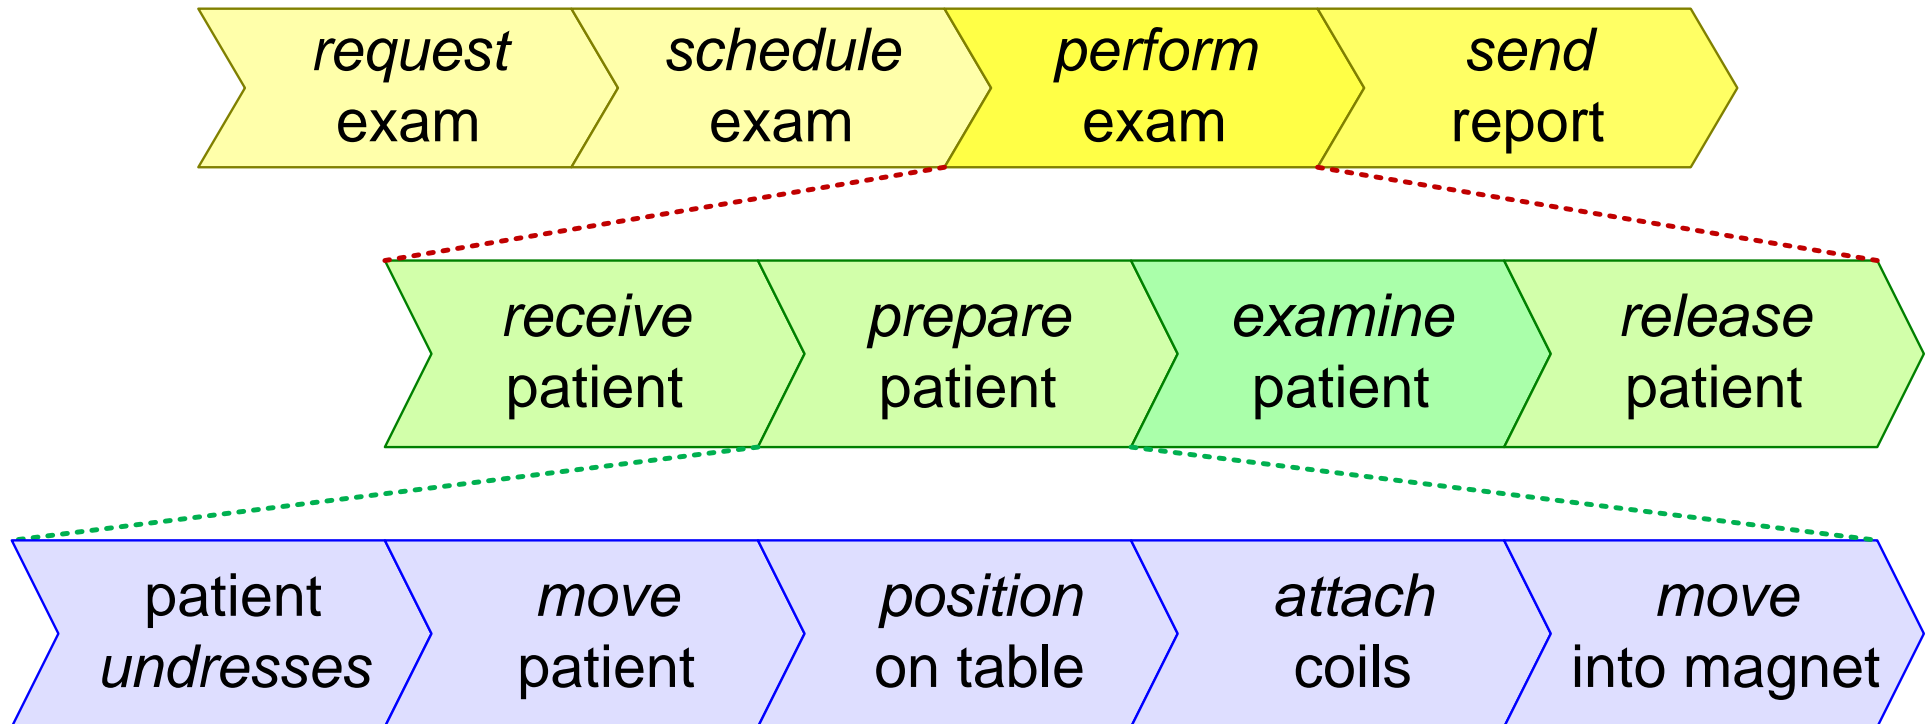 request
exam
schedule
exam
perform
exam
send
report
receive
patient
prepare
patient
examine
patient
release
patient
patient
undresses
move
patient
position
on table
attach
coils
move
into magnet